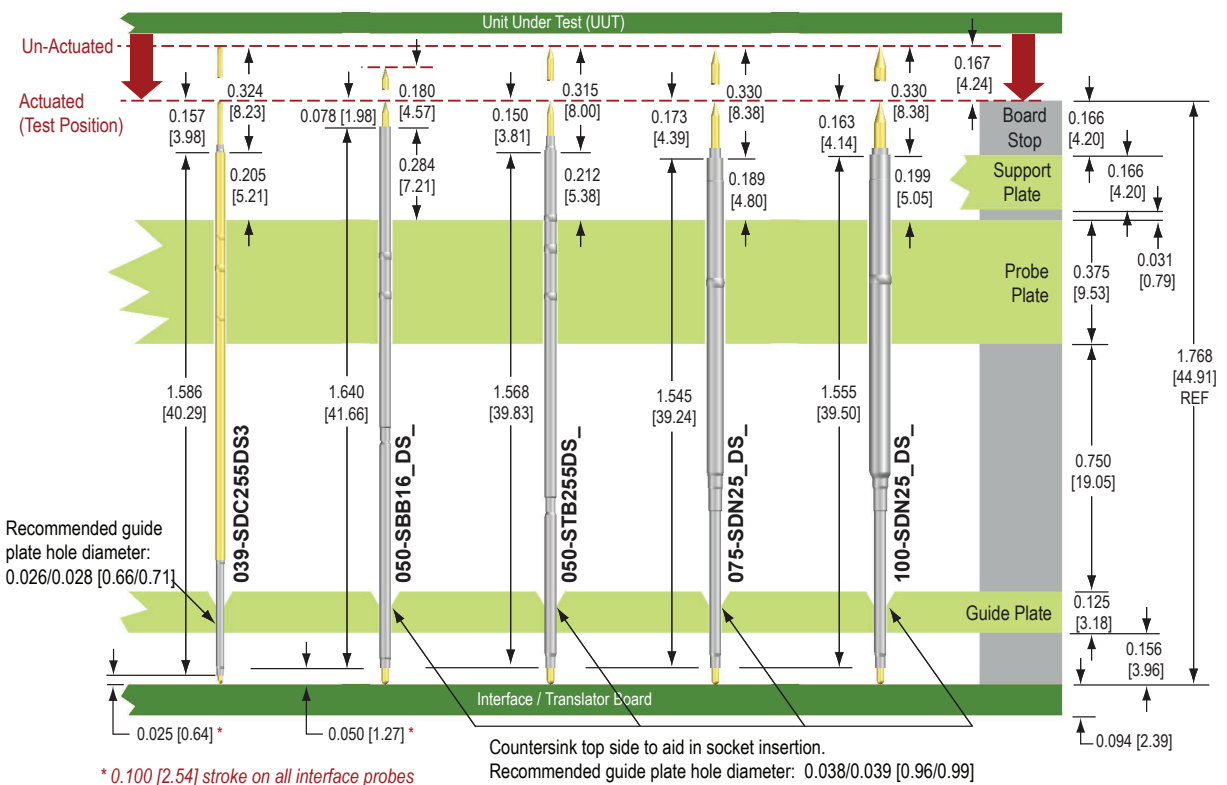 Unit Under Test (UUT)
Un-Actuated
Actuated
(Test Position)
0.157
[3.98]
0.324
[8.23]
0.078 [1.98]
0.180
[4.57]
0.150
[3.81]
0.315
[8.00]
0.173
[4.39]
0.330
[8.38]
0.163
[4.14]
0.330
[8.38]
0.167
[4.24]
Board
Stop
0.166
[4.20]
0.205
[5.21]
0.284
[7.21]
0.212
[5.38]
0.189
[4.80]
0.199
[5.05]
Support
Plate
0.166
[4.20]
0.031
[0.79]
Probe
Plate
0.375
[9.53]
1.586
[40.29]
1.640
[41.66]
1.568
[39.83]
1.545
[39.24]
1.555
[39.50]
1.768
[44.91]
REF
0.750
[19.05]
039-SDC255DS3
050-SBB16_DS_
050-STB255DS_
075-SDN25_DS_
100-SDN25_DS_
Recommended guide
plate hole diameter:
0.026/0.028 [0.66/0.71]
Guide Plate
0.125
[3.18]
0.156
[3.96]
Interface / Translator Board
0.025 [0.64] *
0.050 [1.27] *
0.094 [2.39]
Countersink top side to aid in socket insertion.
Recommended guide plate hole diameter: 0.038/0.039 [0.96/0.99]
* 0.100 [2.54] stroke on all interface probes